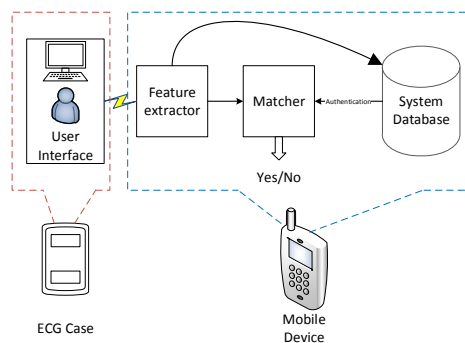 User
Interface
Feature
extractor
Matcher
Authentication
System
Database
Yes/No
ECG Case
Mobile
Device